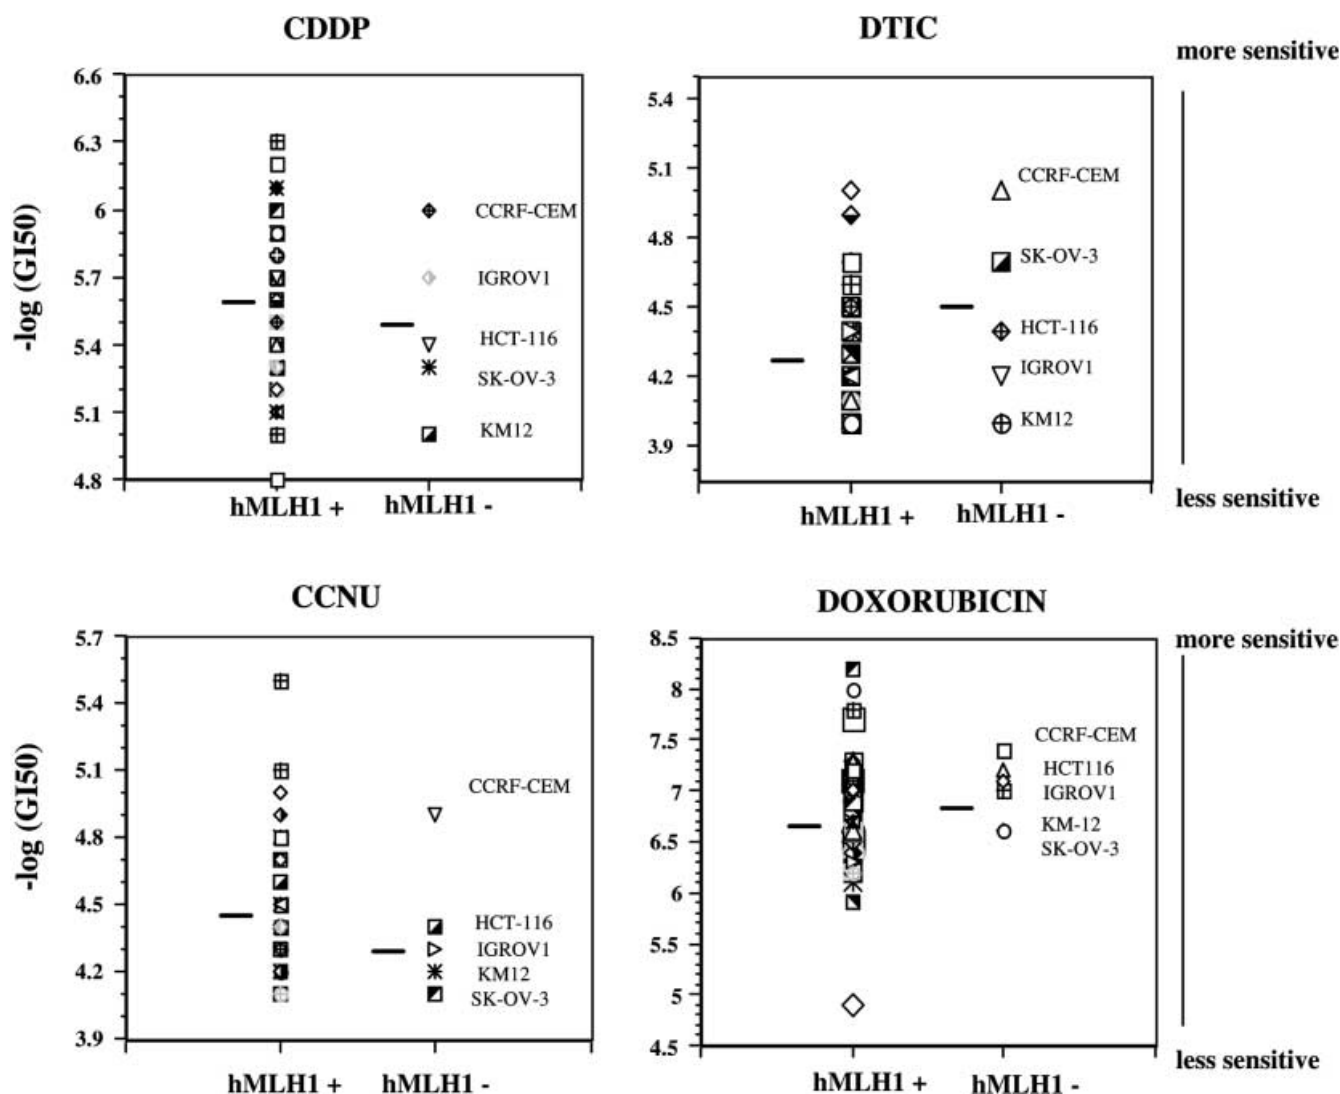 CDDP
DTIC
more sensitive
-log (GI50)
6.6
6.3
6
5.7
5.4
5.1
4.8
CCRF-CEM
IGROV1
HCT-116
SK-OV-3
KM12
hMLH1 +
hMLH1 -
5.4
5.1
4.8
4.5
4.2
3.9
CCRF-CEM
SK-OV-3
HCT-116
IGROV1
KM12
hMLH1 +
hMLH1 -
less sensitive
CCNU
DOXORUBICIN
more sensitive
-log (GI50)
5.7
5.4
5.1
4.8
4.5
4.2
3.9
CCRF-CEM
HCT-116
IGROV1
KM12
SK-OV-3
hMLH1 +
hMLH1 -
8.5
8
7.5
7
6.5
6
5.5
5
4.5
CCRF-CEM
HCT116
IGROV1
KM-12
SK-OV-3
hMLH1 +
hMLH1 -
less sensitive